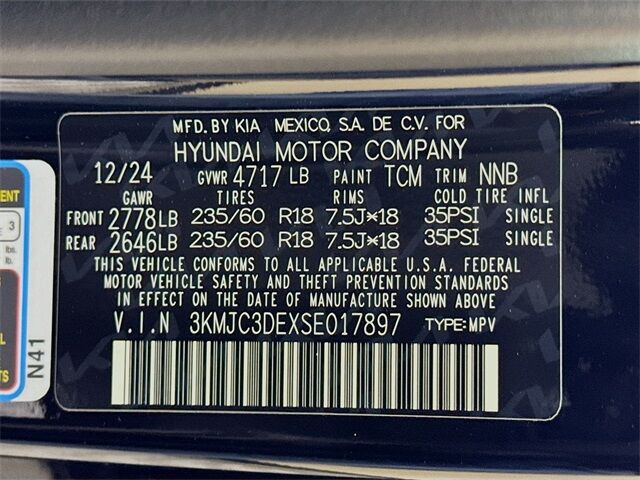 MFD. BY KIA MEXICO, S.A. DE C.V. FOR
HYUNDAI MOTOR COMPANY
12/24 GVWR 4717 LB PAINT TCM TRIM NNB
GAWR TIRES RIMS COLD TIRE INFL
FRONT 2778LB 235/60 R18 7.5J×18 35PSI SINGLE
REAR 2646LB 235/60 R18 7.5J×18 35PSI SINGLE
THIS VEHICLE CONFORMS TO ALL APPLICABLE U.S.A. FEDERAL
MOTOR VEHICLE SAFETY AND THEFT PREVENTION STANDARDS
IN EFFECT ON THE DATE OF MANUFACTURE SHOWN ABOVE.
V.I.N 3KMJC3DEXSE017897 TYPE:MPV
3
lbs.
lb.
N41